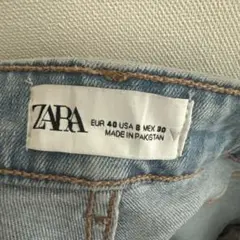 ZARA
EUR 40 USA 8 MEX 30
MADE IN PAKISTAN